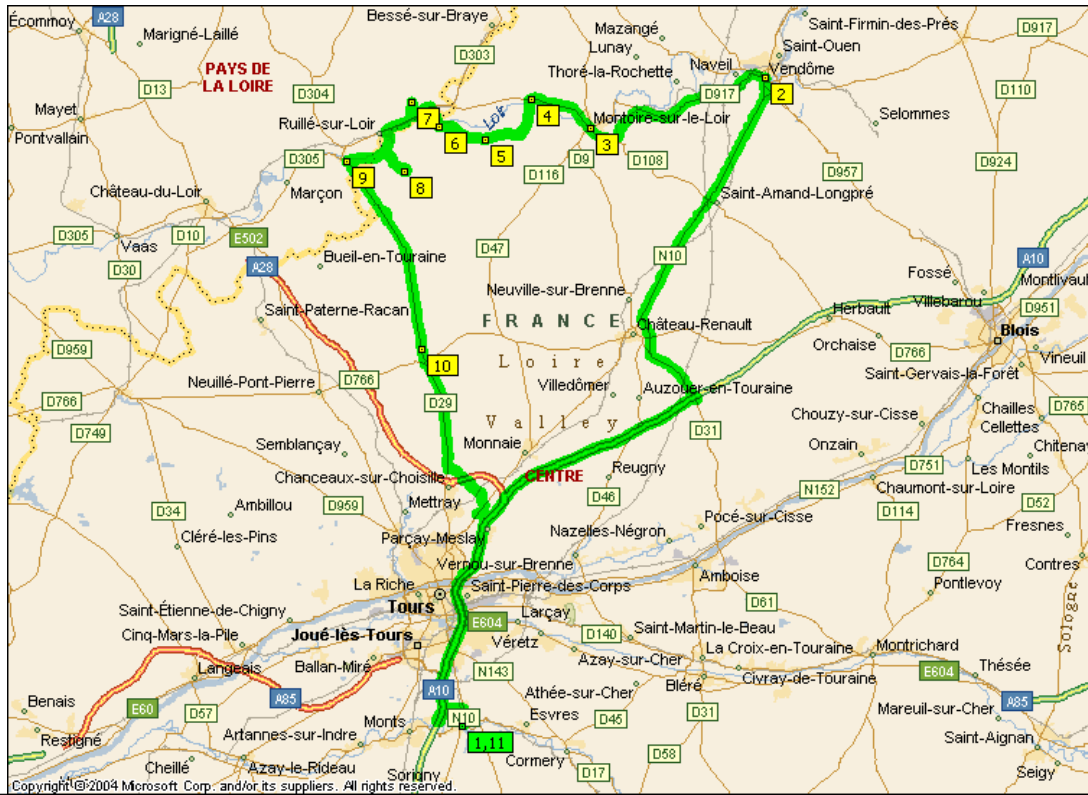 Écommoy
A28
Marigné-Laillé
Bessé-sur-Braye
Mazangé
Saint-Firmin-des-Prés
D917
D303
Lunay
Saint-Ouen
PAYS DE
LA LOIRE
D13
D304
Thoré-la-Rochette
Naveil
Vendôme
D917
2
D110
Mayet
Pontvallain
Ruillé-sur-Loir
7
4
Loir
Montoire-sur-le-Loir
Selommes
6
5
3
D305
9
8
D116
D9
D108
D957
D924
Château-du-Loir
Marçon
Saint-Amand-Longpré
D305
D10
E502
Vaas
D30
A28
Bueil-en-Touraine
D47
N10
A10
Fossé
Montlivault
Neuville-sur-Brenne
Villebarou
D951
Saint-Paterne-Racan
FRANCE
Château-Renault
Herbault
Blois
D959
Orchaise
D766
Vineuil
10
Loire
Saint-Gervais-la-Forêt
Neuillé-Pont-Pierre
D766
Villedômer
Auzouer-en-Touraine
D766
D29
Chouzy-sur-Cisse
Chailles
D765
Cellettes
D749
Valley
D31
Semblançay
Monnaie
Onzain
Chitenay
Chanceaux-sur-Choisille
CENTRE
Reugny
D751
Les Montils
D46
N152
Chaumont-sur-Loire
D34
Ambillou
D959
Mettray
D114
D52
Pocé-sur-Cisse
Fresnes
Cléré-les-Pins
Parçay-Meslay
Nazelles-Négron
D764
Contres
Vernou-sur-Brenne
Amboise
La Riche
Saint-Pierre-des-Corps
Pontlevoy
Saint-Étienne-de-Chigny
Tours
D61
Sologne
Larçay
Cinq-Mars-la-Pile
Joué-lès-Tours
E604
Véretz
D140
Saint-Martin-le-Beau
Montrichard
Langeais
Ballan-Miré
N143
Azay-sur-Cher
La Croix-en-Touraine
E604
Thésée
A10
Bléré
Civray-de-Touraine
Benais
E60
A85
Athée-sur-Cher
A85
D57
N10
Esvres
D45
D31
Mareuil-sur-Cher
Restigné
Artannes-sur-Indre
Monts
1,11
Saint-Aignan
Cheillé
Azay-le-Rideau
Sorigny
Cormery
D58
D17
Seigy
Copyright © 2004 Microsoft Corp. and/or its suppliers. All rights reserved.